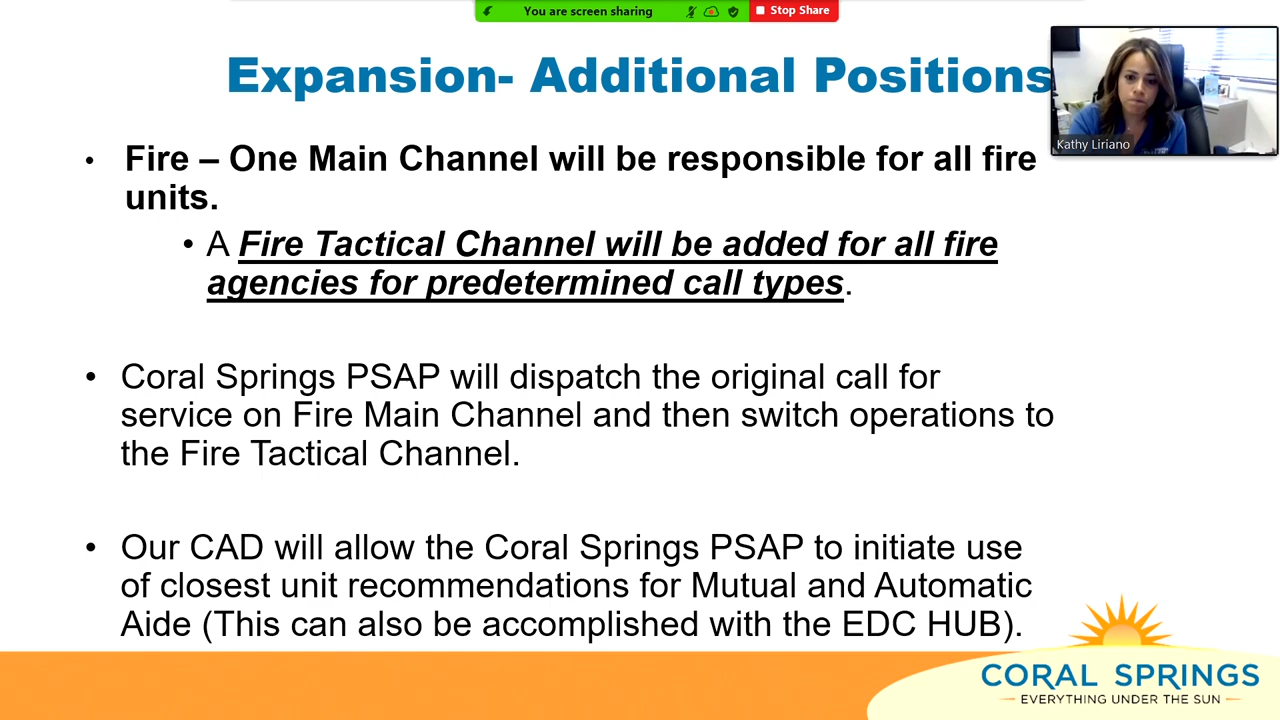 You are screen sharing
Stop Share
Expansion- Additional Positions
Kathy Liriano
• Fire – One Main Channel will be responsible for all fire
units.
• A Fire Tactical Channel will be added for all fire
agencies for predetermined call types.
• Coral Springs PSAP will dispatch the original call for
service on Fire Main Channel and then switch operations to
the Fire Tactical Channel.
• Our CAD will allow the Coral Springs PSAP to initiate use
of closest unit recommendations for Mutual and Automatic
Aide (This can also be accomplished with the EDC HUB).
CORAL SPRINGS
EVERYTHING UNDER THE SUN